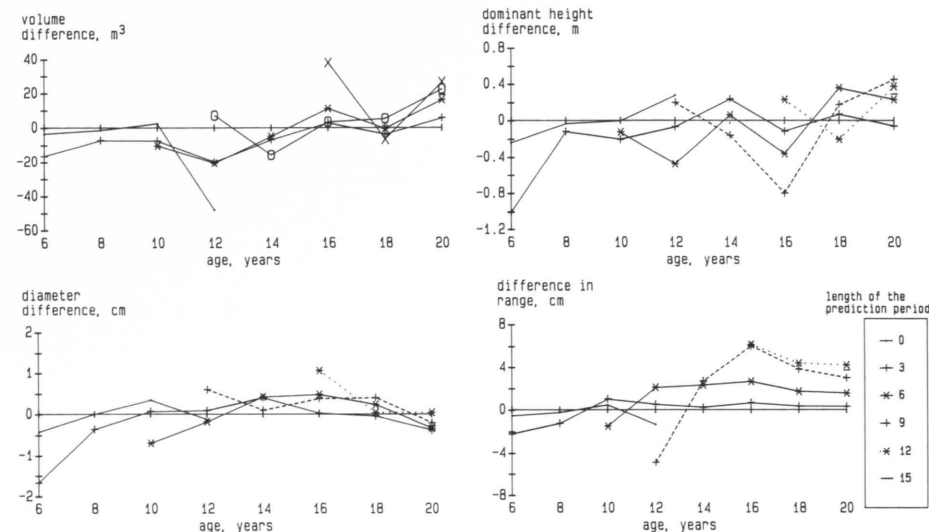 volume
difference, m³
40
20
0
-20
-40
-60
6 8 10 12 14 16 18 20
age, years
dominant height
difference, m
0.8
0.4
0
-0.4
-0.8
-1.2
6 8 10 12 14 16 18 20
age, years
diameter
difference, cm
2
1
0
-1
-2
6 8 10 12 14 16 18 20
age, years
difference in
range, cm
8
4
0
-4
-8
6 8 10 12 14 16 18 20
age, years
length of the
prediction period
0
3
6
9
12
15